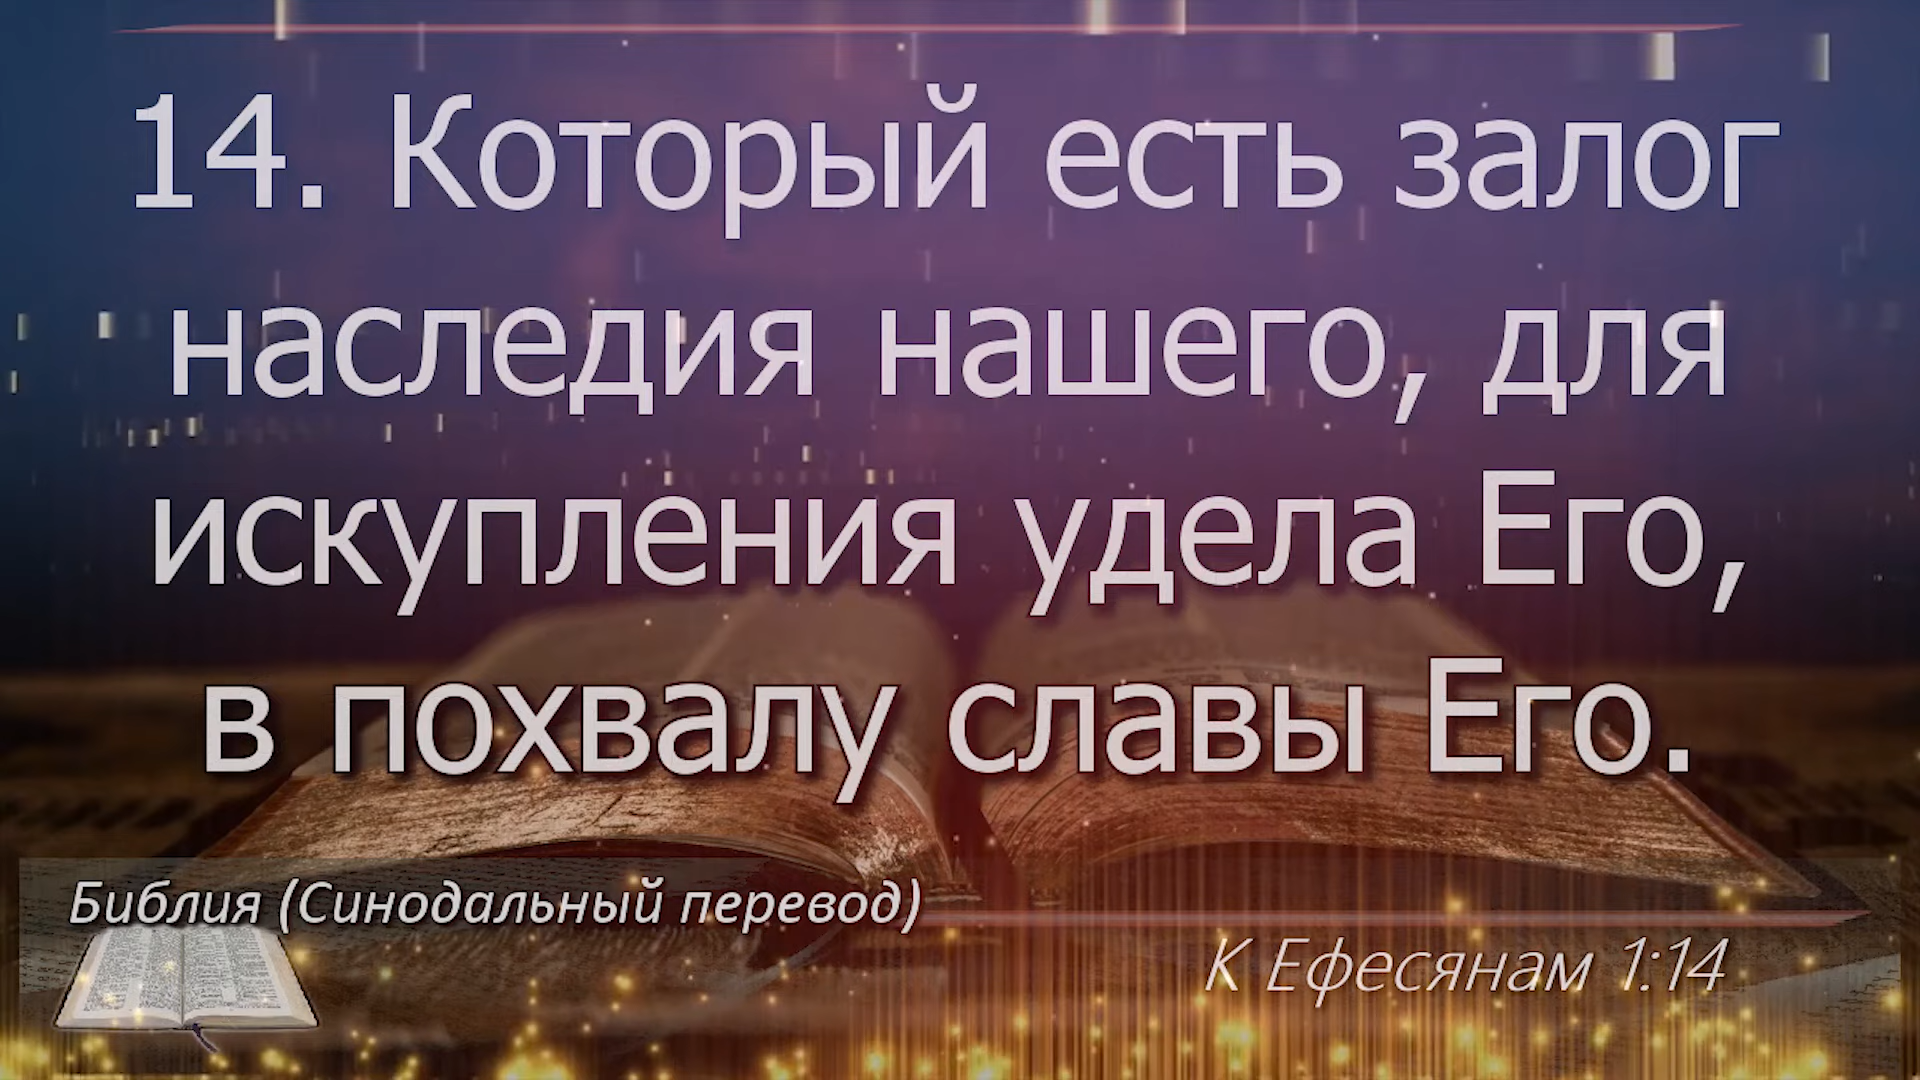 14. Который есть залог
наследия нашего, для
искупления удела Его,
в похвалу славы Его.
Библия (Синодальный перевод)
К Ефесянам 1:14